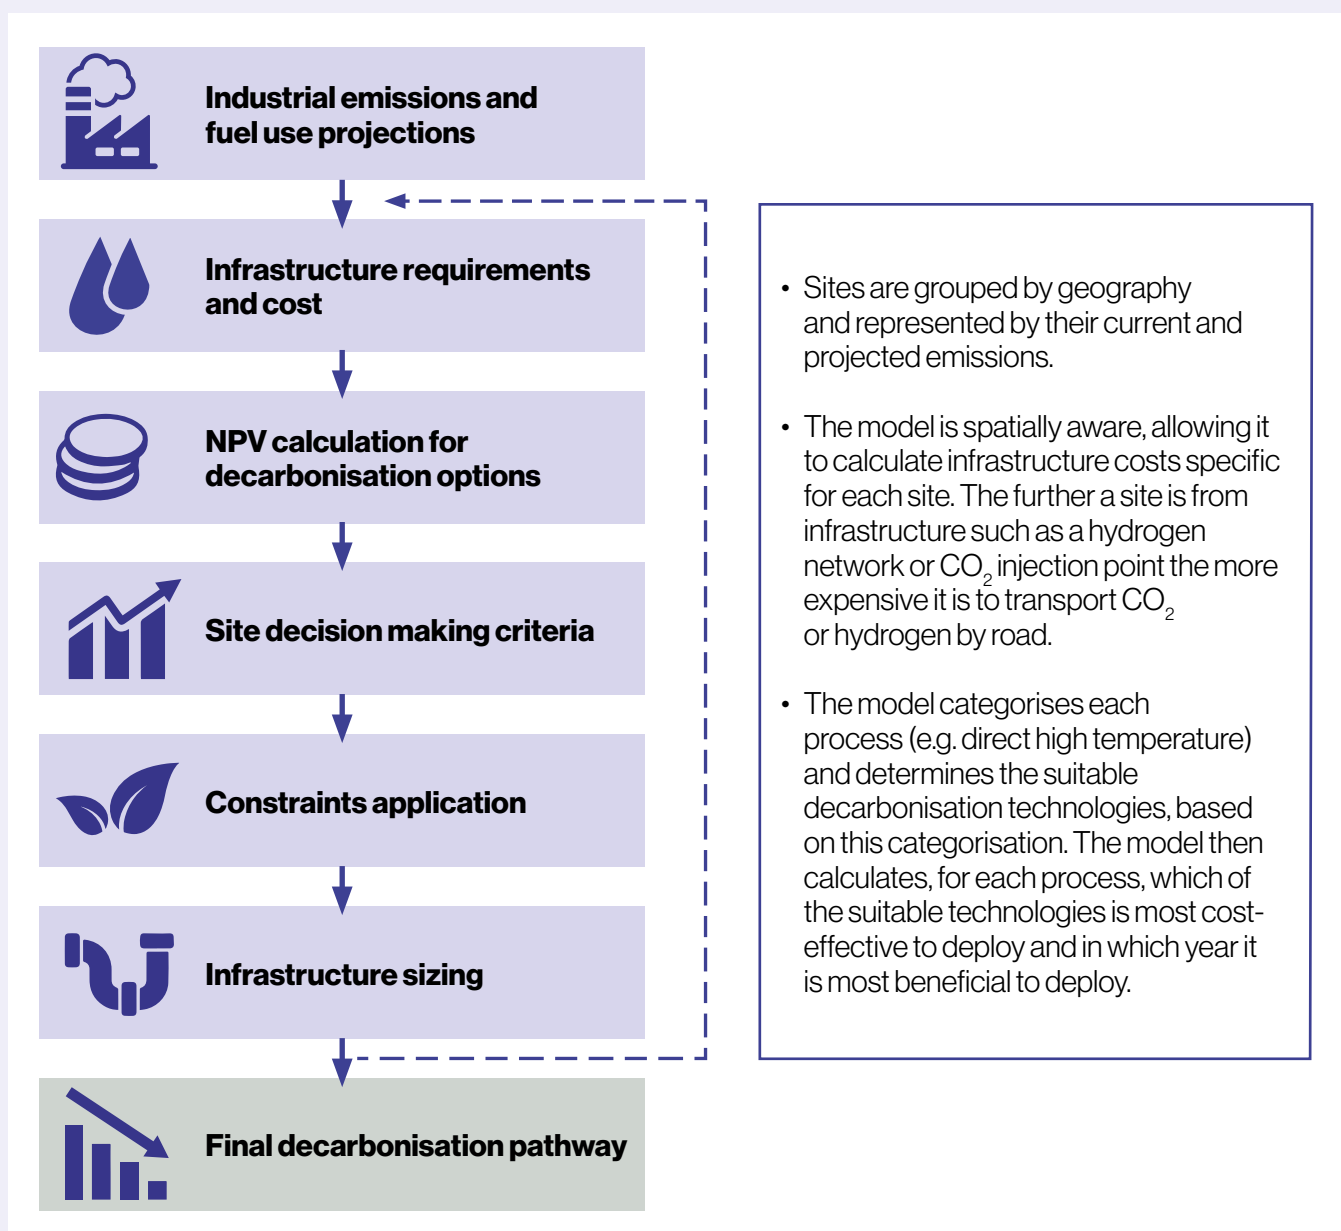 Industrial emissions and
fuel use projections
Infrastructure requirements
and cost
NPV calculation for
decarbonisation options
Site decision making criteria
Constraints application
Infrastructure sizing
Final decarbonisation pathway
• Sites are grouped by geography
and represented by their current and
projected emissions.
• The model is spatially aware, allowing it
to calculate infrastructure costs specific
for each site. The further a site is from
infrastructure such as a hydrogen
network or CO₂ injection point the more
expensive it is to transport CO₂
or hydrogen by road.
• The model categorises each
process (e.g. direct high temperature)
and determines the suitable
decarbonisation technologies, based
on this categorisation. The model then
calculates, for each process, which of
the suitable technologies is most cost-
effective to deploy and in which year it
is most beneficial to deploy.